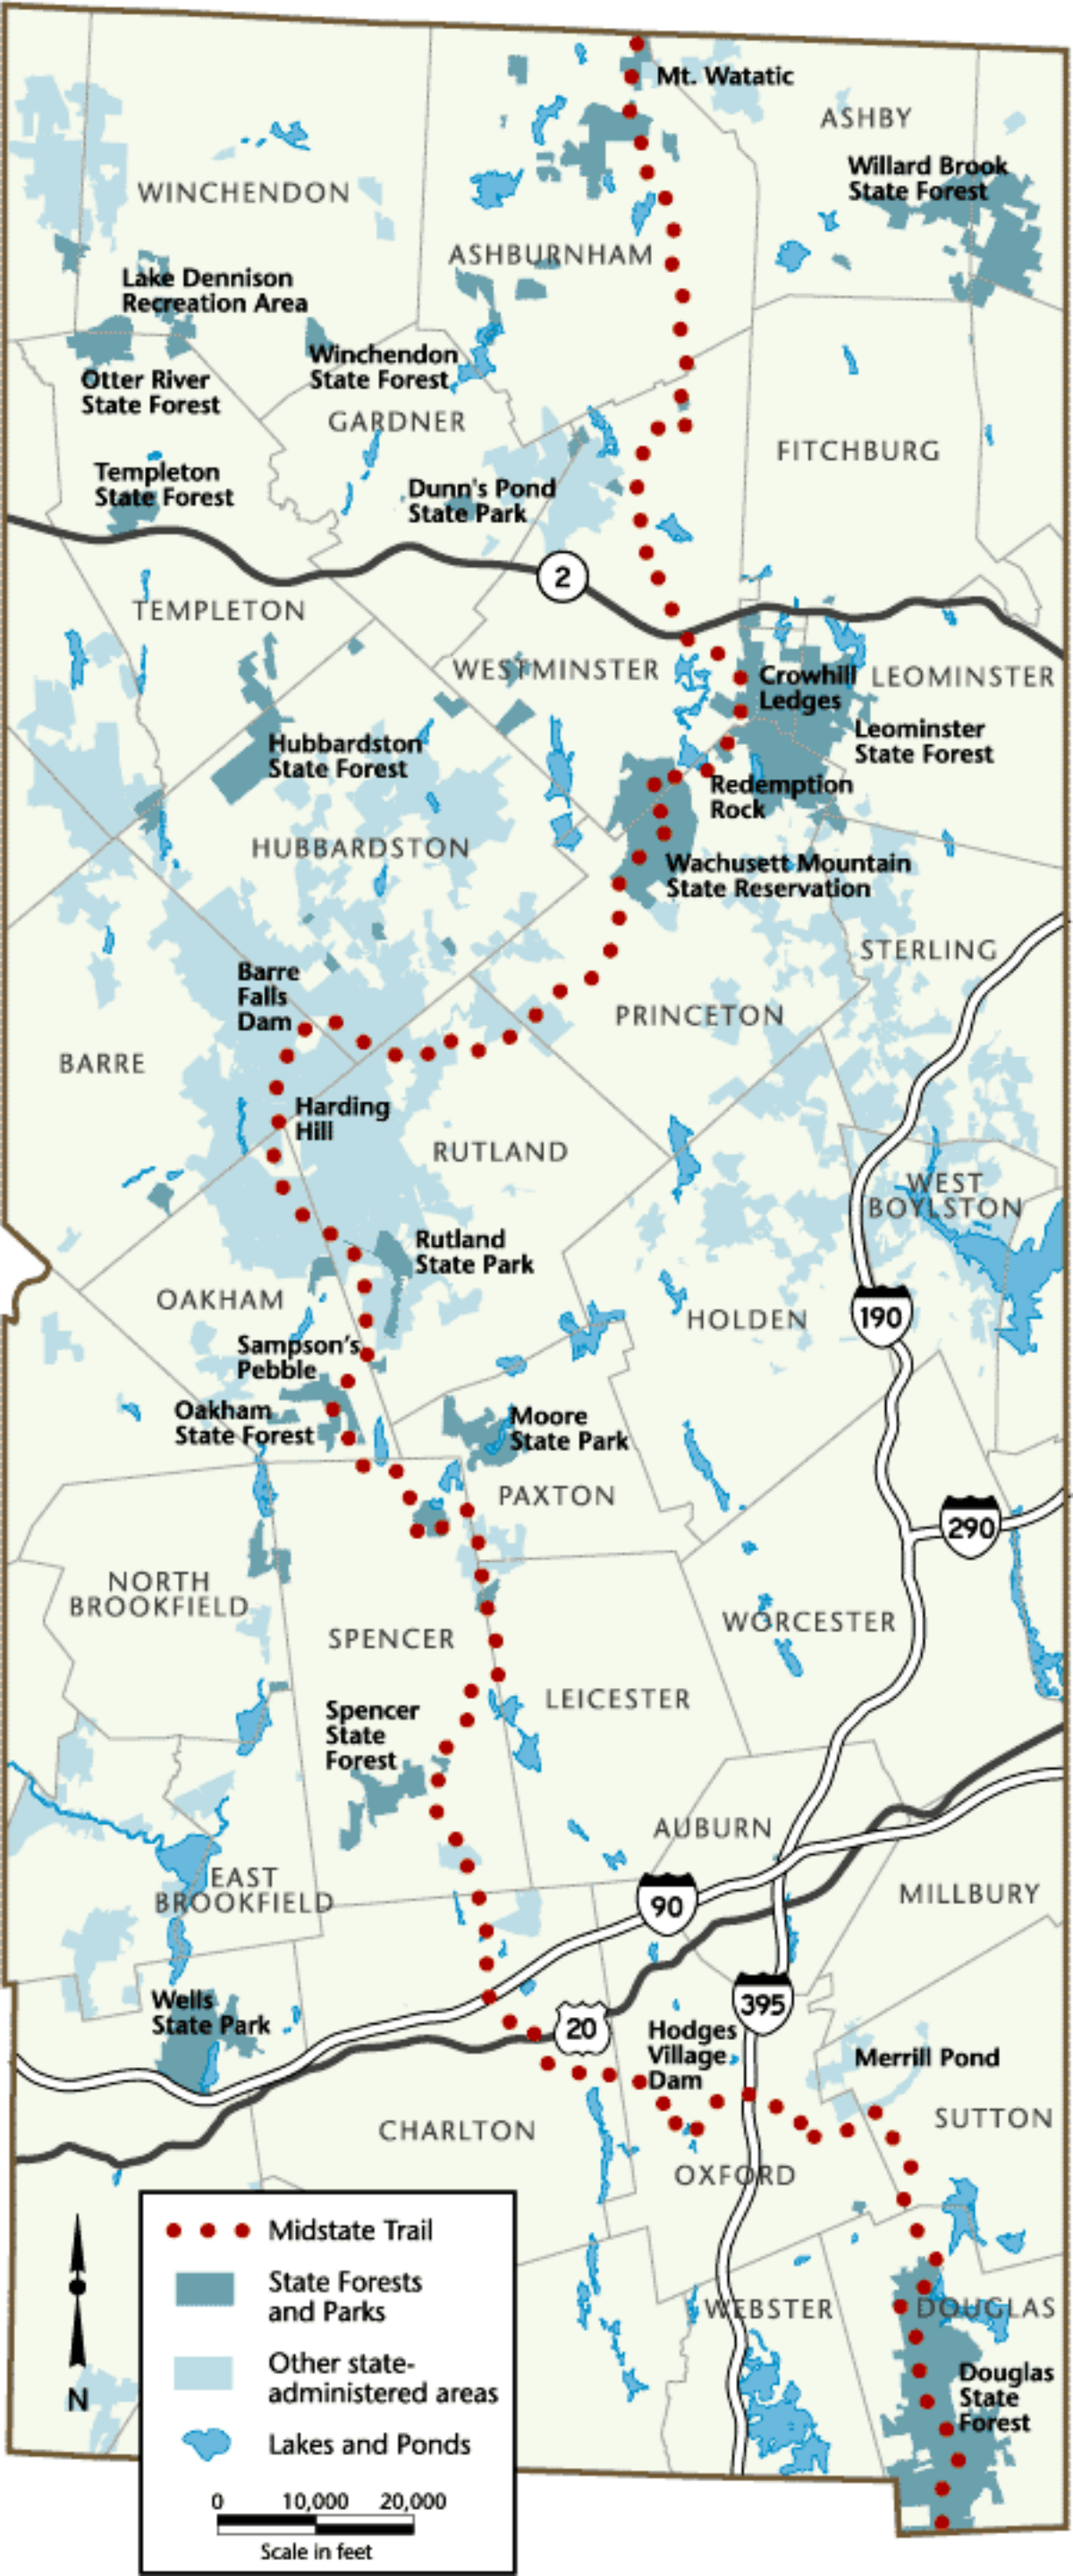 Mt. Watatic
ASHBY
Willard Brook
State Forest
WINCHENDON
ASHBURNHAM
Lake Dennison
Recreation Area
Winchendon
State Forest
Otter River
State Forest
GARDNER
FITCHBURG
Templeton
State Forest
Dunn's Pond
State Park
2
TEMPLETON
WESTMINSTER
Crowhill
Ledges
LEOMINSTER
Leominster
State Forest
Hubbardston
State Forest
Redemption
Rock
HUBBARDSTON
Wachusett Mountain
State Reservation
STERLING
Barre
Falls
Dam
PRINCETON
BARRE
Harding
Hill
RUTLAND
WEST
BOYLSTON
Rutland
State Park
OAKHAM
HOLDEN
190
Sampson's
Pebble
Oakham
State Forest
Moore
State Park
PAXTON
290
NORTH
BROOKFIELD
WORCESTER
SPENCER
LEICESTER
Spencer
State
Forest
AUBURN
EAST
BROOKFIELD
90
MILLBURY
Wells
State Park
395
20
Hodges
Village
Dam
Merrill Pond
SUTTON
CHARLTON
OXFORD
WEBSTER
DOUGLAS
Douglas
State
Forest
Midstate Trail
State Forests
and Parks
Other state-
administered areas
Lakes and Ponds
N
0 10,000 20,000
Scale in feet